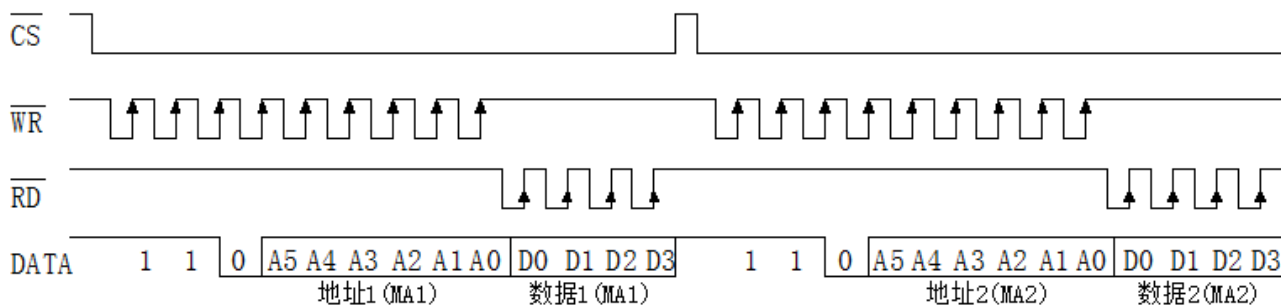 CS
WR
RD
DATA 1 1 0 A5 A4 A3 A2 A1 A0 D0 D1 D2 D3 1 1 0 A5 A4 A3 A2 A1 A0 D0 D1 D2 D3
地址1(MA1) 数据1(MA1) 地址2(MA2) 数据2(MA2)